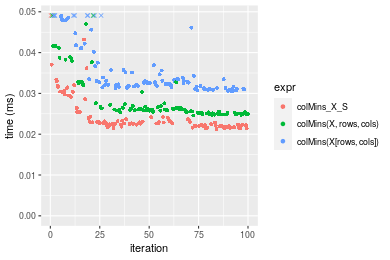 0.05
0.04
0.03
0.02
0.01
0.00
time (ms)
0
25
50
75
100
iteration
expr
colMins_X_S
colMins(X, rows, cols)
colMins(X[rows, cols])